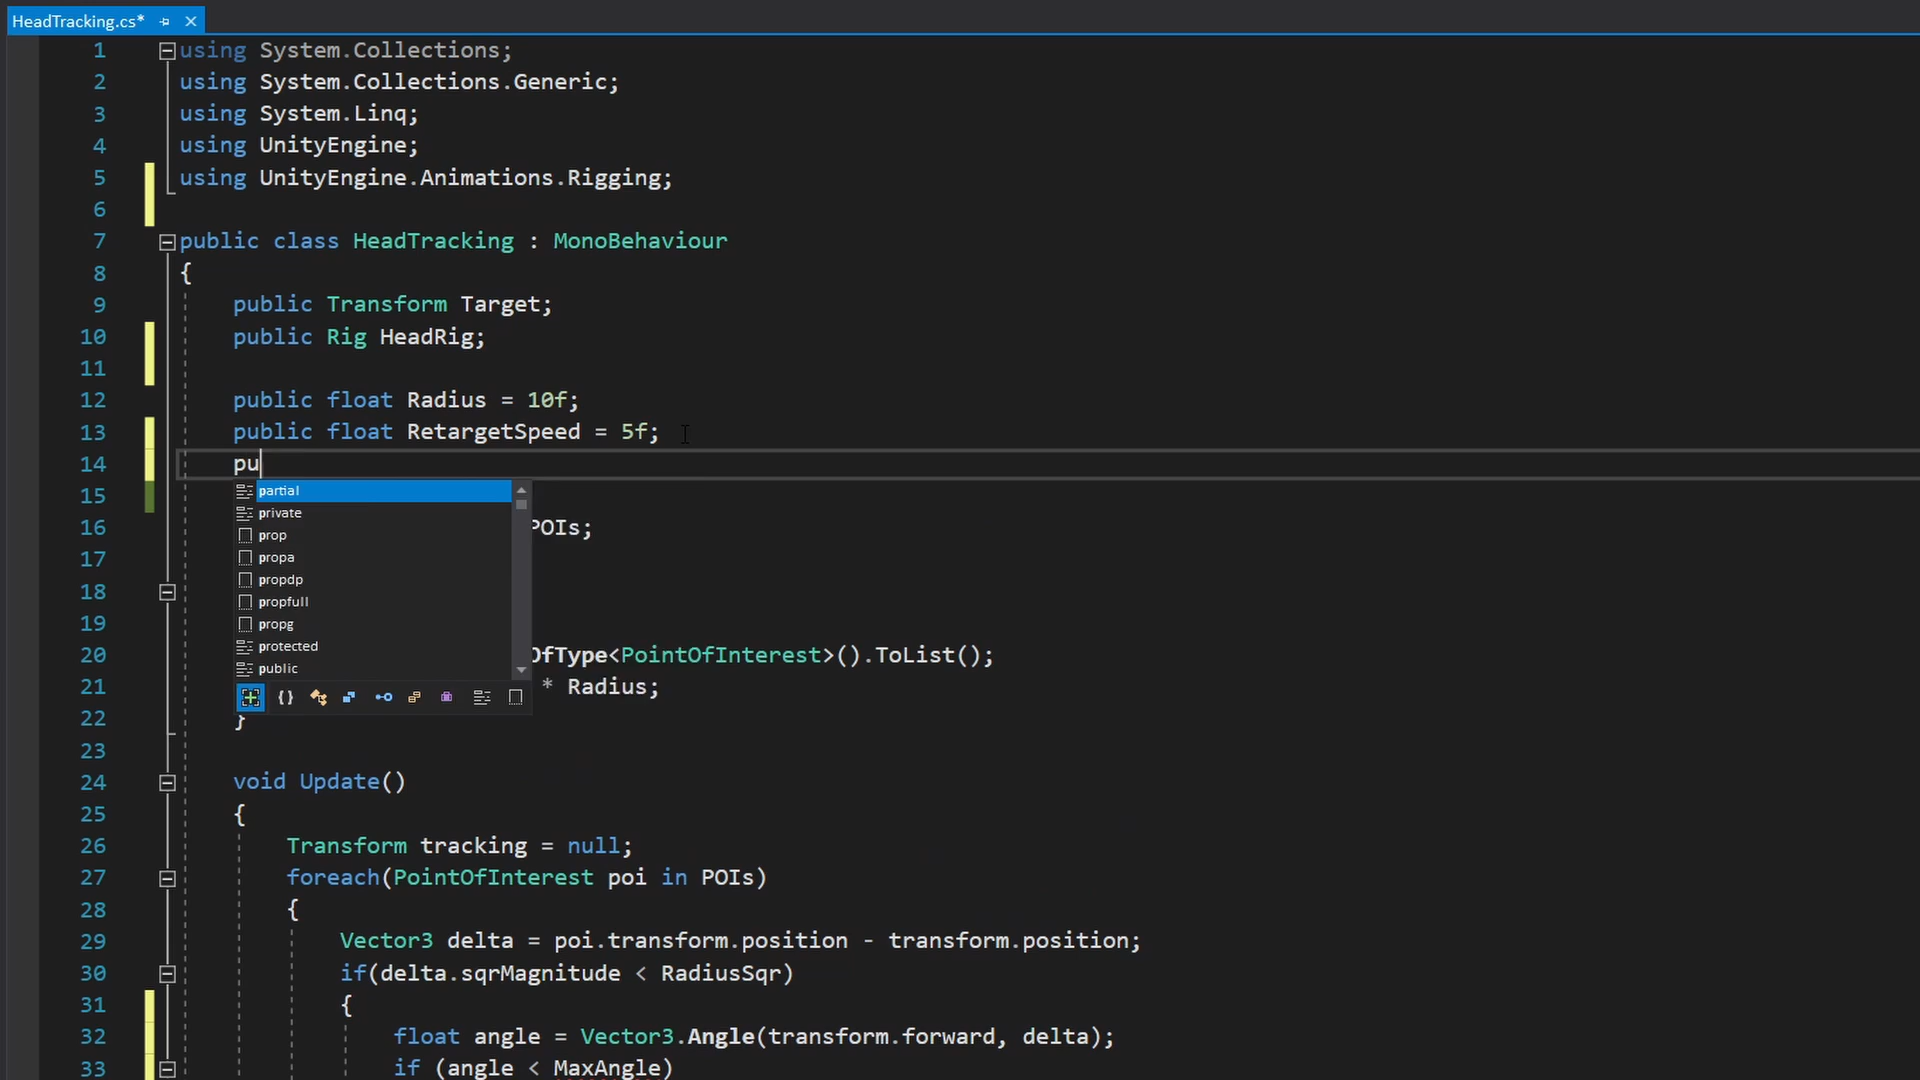 HeadTracking.cs*
1 using System.Collections;
2 using System.Collections.Generic;
3 using System.Linq;
4 using UnityEngine;
5 using UnityEngine.Animations.Rigging;
6
7 public class HeadTracking : MonoBehaviour
8 {
9 public Transform Target;
10 public Rig HeadRig;
11
12 public float Radius = 10f;
13 public float RetargetSpeed = 5f;
14 pu
partial
15
private
16 POIs;
prop
17
propa
propdp
18
propfull
19
propg
protected
20 OfType<PointOfInterest>().ToList();
public
21 * Radius;
22 }
23
24 void Update()
25 {
26 Transform tracking = null;
27 foreach(PointOfInterest poi in POIs)
28 {
29 Vector3 delta = poi.transform.position - transform.position;
30 if(delta.sqrMagnitude < RadiusSqr)
31 {
32 float angle = Vector3.Angle(transform.forward, delta);
33 if (angle < MaxAngle)